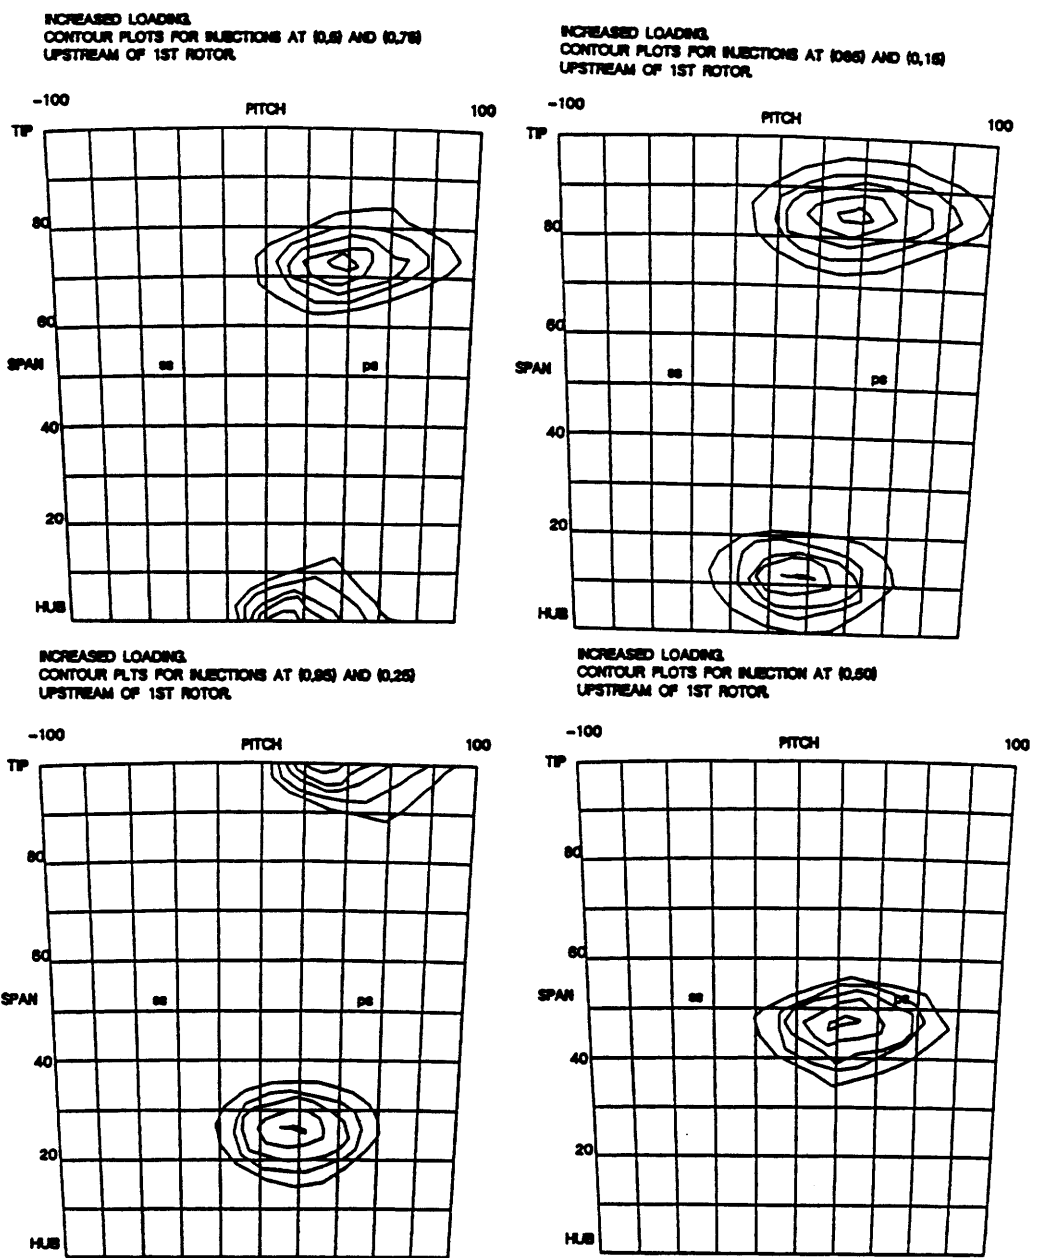 INCREASED LOADING.
CONTOUR PLOTS FOR INJECTIONS AT (0,5) AND (0,75)
UPSTREAM OF 1ST ROTOR.
-100
PITCH
100
TIP
80
60
SPAN
ss
ps
40
20
HUB
INCREASED LOADING.
CONTOUR PLOTS FOR INJECTIONS AT (085) AND (0,15)
UPSTREAM OF 1ST ROTOR.
-100
PITCH
100
TIP
80
60
SPAN
ss
ps
40
20
HUB
INCREASED LOADING.
CONTOUR PLTS FOR INJECTIONS AT (0,95) AND (0,25)
UPSTREAM OF 1ST ROTOR.
-100
PITCH
100
TIP
80
60
SPAN
ss
ps
40
20
HUB
INCREASED LOADING.
CONTOUR PLOTS FOR INJECTION AT (0,50)
UPSTREAM OF 1ST ROTOR.
-100
PITCH
100
TIP
80
60
SPAN
ss
ps
40
20
HUB